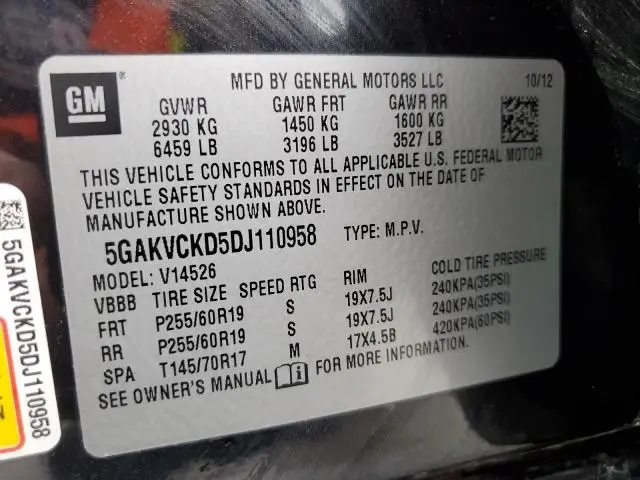 GM
®
MFD BY GENERAL MOTORS LLC 10/12
GVWR GAWR FRT GAWR RR
2930 KG 1450 KG 1600 KG
6459 LB 3196 LB 3527 LB
THIS VEHICLE CONFORMS TO ALL APPLICABLE U.S. FEDERAL MOTOR
VEHICLE SAFETY STANDARDS IN EFFECT ON THE DATE OF
MANUFACTURE SHOWN ABOVE.
5GAKVCKD5DJ110958 TYPE: M.P.V.
MODEL: V14526
VBBB TIRE SIZE SPEED RTG RIM COLD TIRE PRESSURE
FRT P255/60R19 S 19X7.5J 240KPA(35PSI)
RR P255/60R19 S 19X7.5J 240KPA(35PSI)
SPA T145/70R17 M 17X4.5B 420KPA(60PSI)
SEE OWNER'S MANUAL FOR MORE INFORMATION.
5GAKVCKD5DJ110958